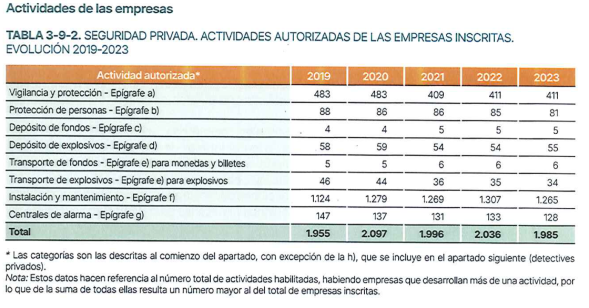 Actividades de las empresas
TABLA 3-9-2. SEGURIDAD PRIVADA. ACTIVIDADES AUTORIZADAS DE LAS EMPRESAS INSCRITAS.
EVOLUCIÓN 2019-2023
Actividad autorizada* 2019 2020 2021 2022 2023
Vigilancia y protección - Epígrafe a) 483 483 409 411 411
Protección de personas - Epígrafe b) 88 86 86 85 81
Depósito de fondos - Epígrafe c) 4 4 5 5 5
Depósito de explosivos - Epígrafe d) 58 59 54 54 55
Transporte de fondos - Epígrafe e) para monedas y billetes 5 5 6 6 6
Transporte de explosivos - Epígrafe e) para explosivos 46 44 36 35 34
Instalación y mantenimiento - Epígrafe f) 1.124 1.279 1.269 1.307 1.265
Centrales de alarma - Epígrafe g) 147 137 131 133 128
Total 1.955 2.097 1.996 2.036 1.985
* Las categorías son las descritas al comienzo del apartado, con excepción de la h), que se incluye en el apartado siguiente (detectives
privados).
Nota: Estos datos hacen referencia al número total de actividades habilitadas, habiendo empresas que desarrollan más de una actividad, por
lo que de la suma de todas ellas resulta un número mayor al del total de empresas inscritas.